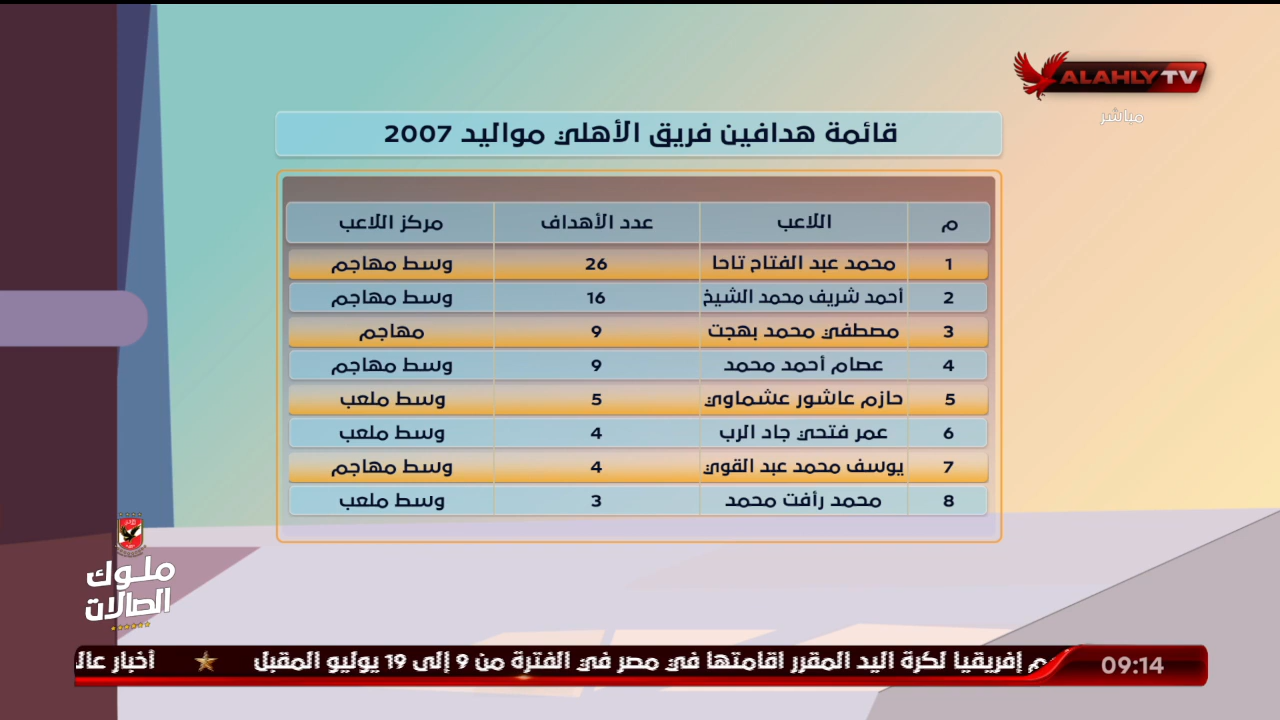 ALAHLY TV
مباشر
قائمة هدافين فريق الأهلي مواليد 2007
م اللاعب عدد الأهداف مركز اللاعب
1 محمد عبد الفتاح تاحا 26 وسط مهاجم
2 أحمد شريف محمد الشيخ 16 وسط مهاجم
3 مصطفي محمد بهجت 9 مهاجم
4 عصام أحمد محمد 9 وسط مهاجم
5 حازم عاشور عشماوي 5 وسط ملعب
6 عمر فتحي جاد الرب 4 وسط ملعب
7 يوسف محمد عبد القوي 4 وسط مهاجم
8 محمد رأفت محمد 3 وسط ملعب
ملوك
الصالات
09:14 م إفريقيا لكرة اليد المقرر اقامتها في مصر في الفترة من 9 إلى 19 يوليو المقبل أخبار عال